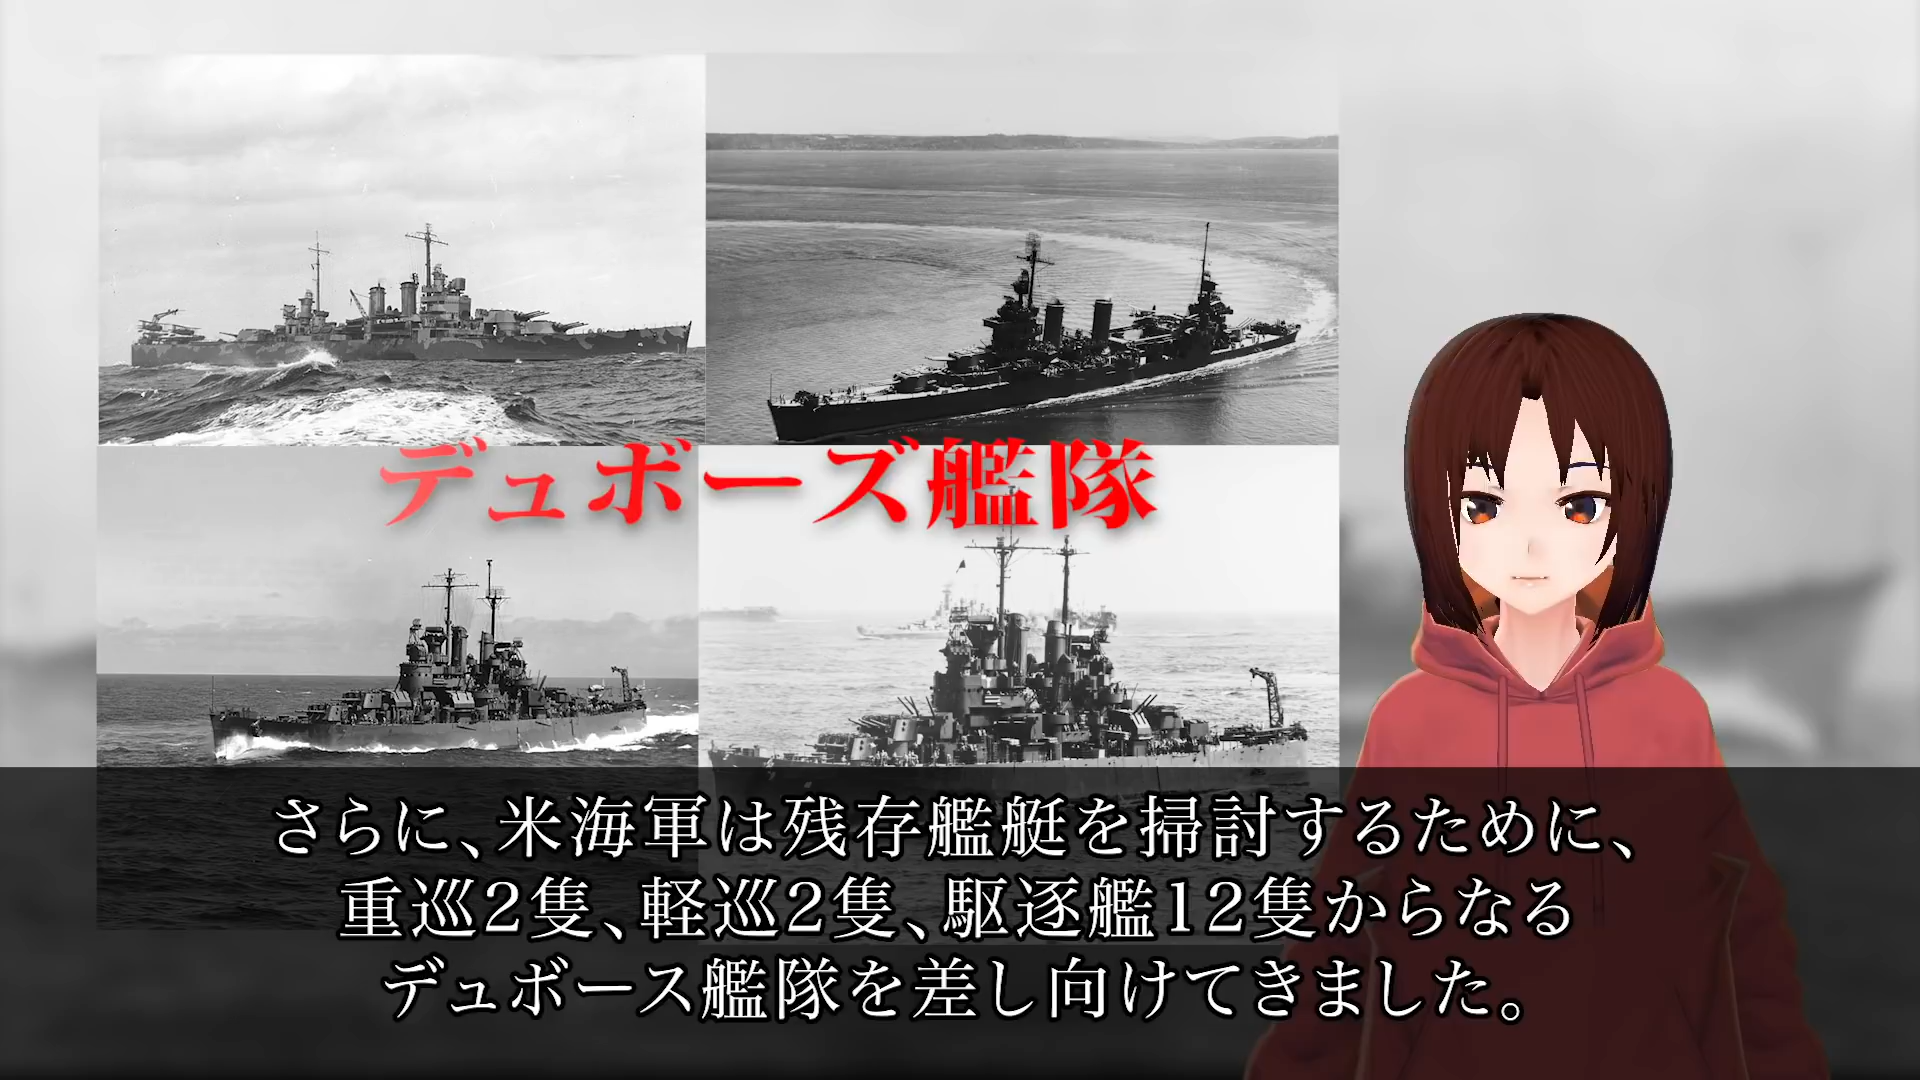 デュボーズ艦隊
さらに、米海軍は残存艦艇を掃討するために、
重巡2隻、軽巡2隻、駆逐艦12隻からなる
デュボース艦隊を差し向けてきました。